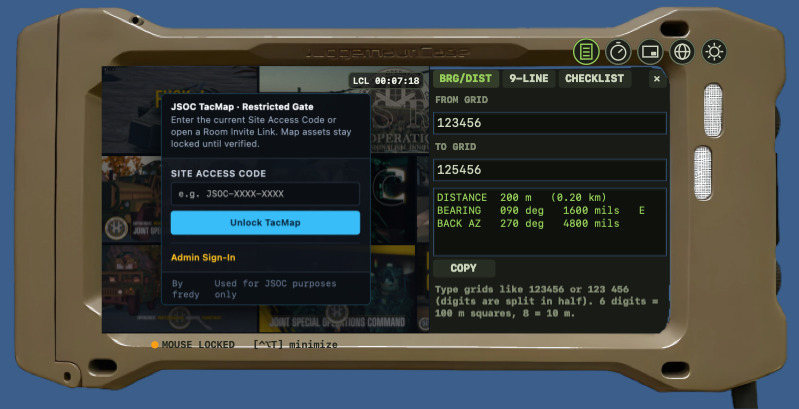 LCL 00:07:18
BRG/DIST 9-LINE CHECKLIST ×
JSOC TacMap · Restricted Gate
Enter the current Site Access Code or
open a Room Invite Link. Map assets stay
locked until verified.
SITE ACCESS CODE
e.g. JSOC-XXXX-XXXX
Unlock TacMap
Admin Sign-In
By fredy
Used for JSOC purposes
only
FROM GRID
123456
TO GRID
125456
DISTANCE 200 m (0.20 km)
BEARING 090 deg 1600 mils E
BACK AZ 270 deg 4800 mils
COPY
Type grids like 123456 or 123 456
(digits are split in half). 6 digits =
100 m squares, 8 = 10 m.
JOINT SPECIAL OPERATIONS COMMAND
MOUSE LOCKED [^⌥T] minimize